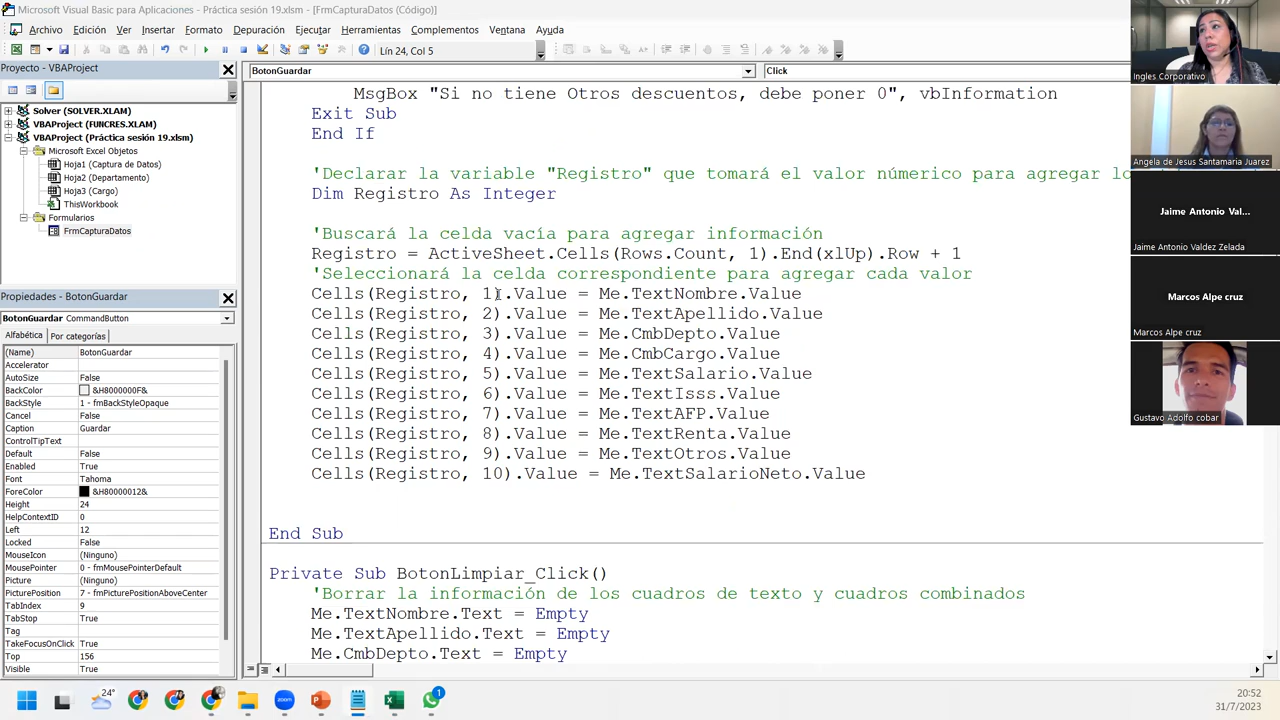 Microsoft Visual Basic para Aplicaciones - Práctica sesión 19.xlsm - [FrmCapturaDatos (Código)]
Archivo Edición Ver Insertar Formato Depuración Ejecutar Herramientas Complementos Ventana Ayuda
Lín 24, Col 5
Proyecto - VBAProject
Solver (SOLVER.XLAM)
VBAProject (FUNCRES.XLAM)
VBAProject (Práctica sesión 19.xlsm)
Microsoft Excel Objetos
Hoja1 (Captura de Datos)
Hoja2 (Departamento)
Hoja3 (Cargo)
ThisWorkbook
Formularios
FrmCapturaDatos
Propiedades - BotonGuardar
BotonGuardar CommandButton
Alfabética Por categorías
(Name) BotonGuardar
Accelerator
AutoSize False
BackColor &H8000000F&
BackStyle 1 - fmBackStyleOpaque
Cancel False
Caption Guardar
ControlTipText
Default False
Enabled True
Font Tahoma
ForeColor &H80000012&
Height 24
HelpContextID 0
Left 12
Locked False
MouseIcon (Ninguno)
MousePointer 0 - fmMousePointerDefault
Picture (Ninguno)
PicturePosition 7 - fmPicturePositionAboveCenter
TabIndex 9
TabStop True
Tag
TakeFocusOnClick True
Top 156
Visible True
BotonGuardar Click
MsgBox "Si no tiene Otros descuentos, debe poner 0", vbInformation
Exit Sub
End If
'Declarar la variable "Registro" que tomará el valor númerico para agregar lo
Dim Registro As Integer
'Buscará la celda vacía para agregar información
Registro = ActiveSheet.Cells(Rows.Count, 1).End(xlUp).Row + 1
'Seleccionará la celda correspondiente para agregar cada valor
Cells(Registro, 1).Value = Me.TextNombre.Value
Cells(Registro, 2).Value = Me.TextApellido.Value
Cells(Registro, 3).Value = Me.CmbDepto.Value
Cells(Registro, 4).Value = Me.CmbCargo.Value
Cells(Registro, 5).Value = Me.TextSalario.Value
Cells(Registro, 6).Value = Me.TextIsss.Value
Cells(Registro, 7).Value = Me.TextAFP.Value
Cells(Registro, 8).Value = Me.TextRenta.Value
Cells(Registro, 9).Value = Me.TextOtros.Value
Cells(Registro, 10).Value = Me.TextSalarioNeto.Value
End Sub
Private Sub BotonLimpiar_Click()
'Borrar la información de los cuadros de texto y cuadros combinados
Me.TextNombre.Text = Empty
Me.TextApellido.Text = Empty
Me.CmbDepto.Text = Empty
Ingles Corporativo
Angela de Jesus Santamaria Juarez
Jaime Antonio Val...
Jaime Antonio Valdez Zelada
Marcos Alpe cruz
Marcos Alpe cruz
Gustavo Adolfo cobar
24°
zoom
1
20:52
31/7/2023